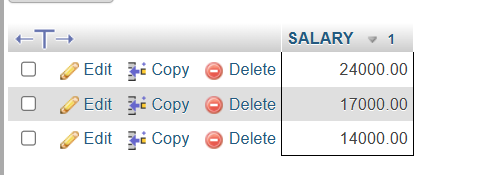 SALARY 1
Edit Copy Delete 24000.00
Edit Copy Delete 17000.00
Edit Copy Delete 14000.00